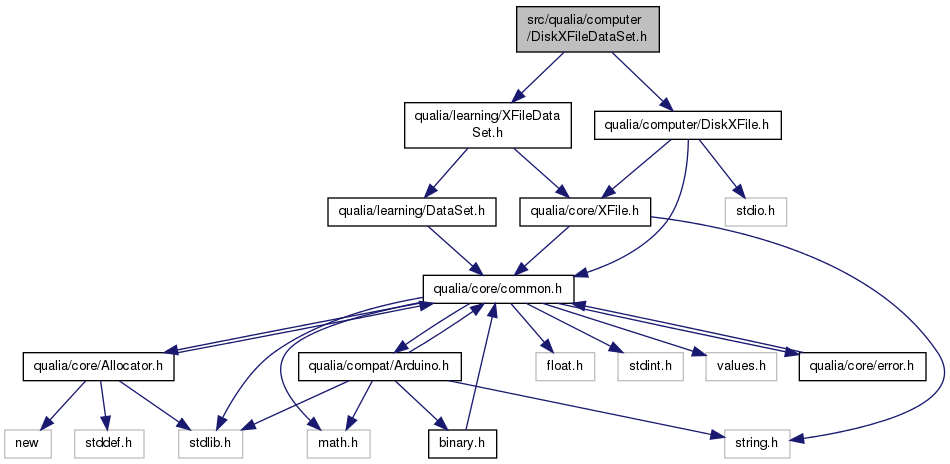 src/qualia/computer
/DiskXFileDataSet.h
qualia/learning/XFileData
Set.h
qualia/computer/DiskXFile.h
qualia/learning/DataSet.h
qualia/core/XFile.h
stdio.h
qualia/core/common.h
qualia/core/Allocator.h
qualia/compat/Arduino.h
float.h
stdint.h
values.h
qualia/core/error.h
new
stddef.h
stdlib.h
math.h
binary.h
string.h